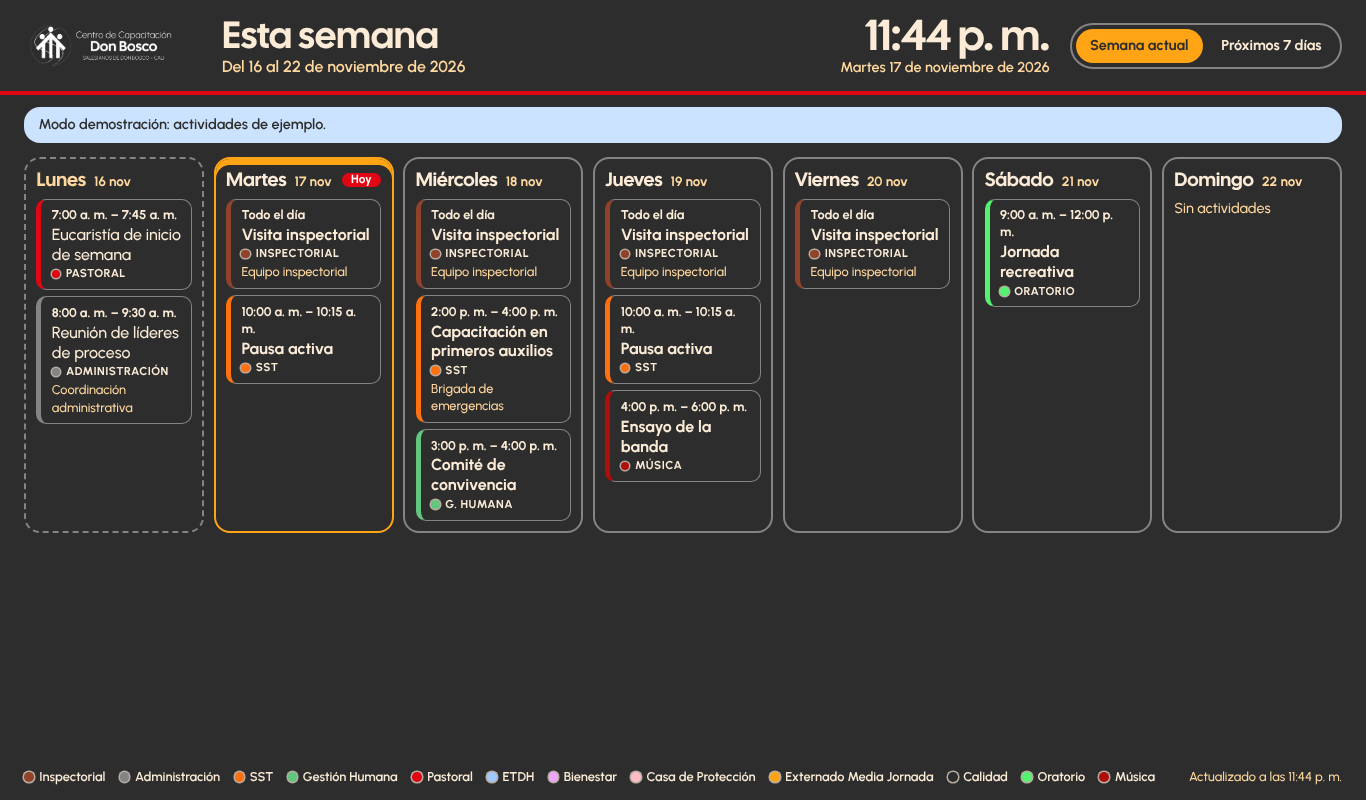 Centro de Capacitación
Don Bosco
SALESIANOS DE DON BOSCO - CALI
Esta semana
Del 16 al 22 de noviembre de 2026
11:44 p. m.
Martes 17 de noviembre de 2026
Semana actual
Próximos 7 días
Modo demostración: actividades de ejemplo.
Lunes 16 nov
7:00 a. m. – 7:45 a. m.
Eucaristía de inicio
de semana
PASTORAL
8:00 a. m. – 9:30 a. m.
Reunión de líderes
de proceso
ADMINISTRACIÓN
Coordinación
administrativa
Martes 17 nov Hoy
Todo el día
Visita inspectorial
INSPECTORIAL
Equipo inspectorial
10:00 a. m. – 10:15 a.
m.
Pausa activa
SST
Miércoles 18 nov
Todo el día
Visita inspectorial
INSPECTORIAL
Equipo inspectorial
2:00 p. m. – 4:00 p. m.
Capacitación en
primeros auxilios
SST
Brigada de
emergencias
3:00 p. m. – 4:00 p. m.
Comité de
convivencia
G. HUMANA
Jueves 19 nov
Todo el día
Visita inspectorial
INSPECTORIAL
Equipo inspectorial
10:00 a. m. – 10:15 a.
m.
Pausa activa
SST
4:00 p. m. – 6:00 p. m.
Ensayo de la
banda
MÚSICA
Viernes 20 nov
Todo el día
Visita inspectorial
INSPECTORIAL
Equipo inspectorial
Sábado 21 nov
9:00 a. m. – 12:00 p.
m.
Jornada
recreativa
ORATORIO
Domingo 22 nov
Sin actividades
Inspectorial Administración SST Gestión Humana Pastoral ETDH Bienestar Casa de Protección Externado Media Jornada Calidad Oratorio Música Actualizado a las 11:44 p. m.